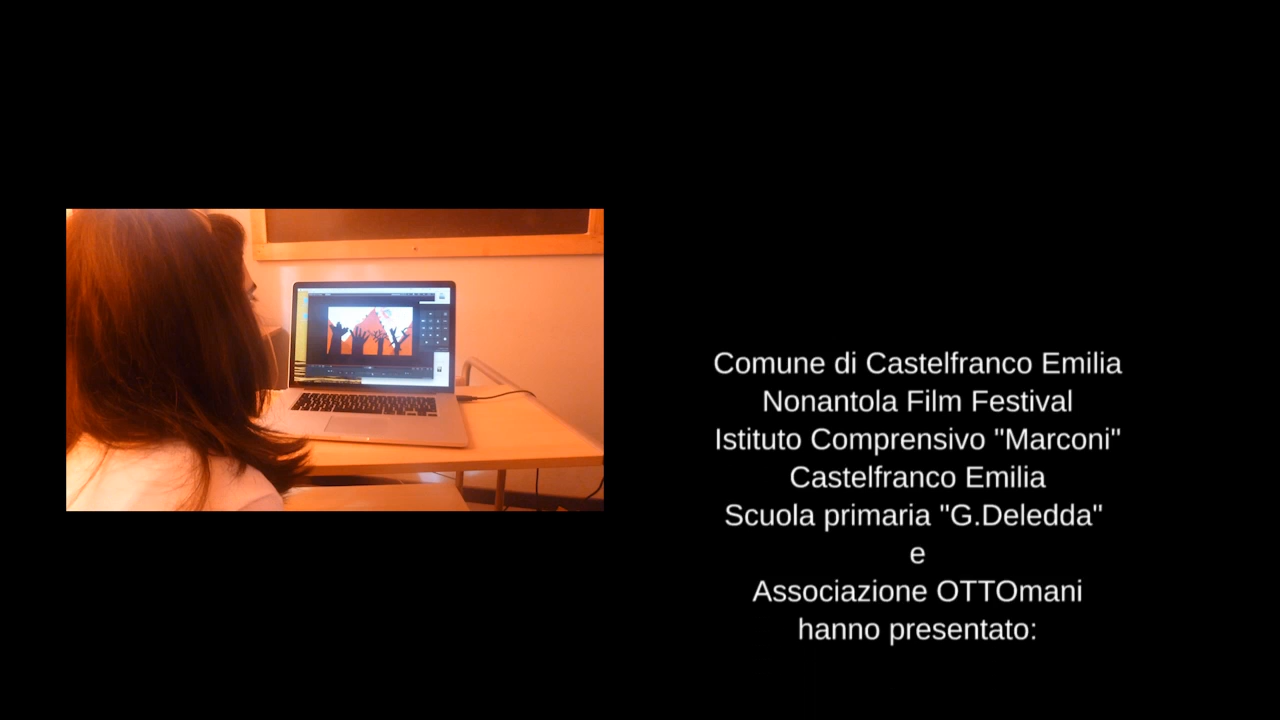 Comune di Castelfranco Emilia
Nonantola Film Festival
Istituto Comprensivo "Marconi"
Castelfranco Emilia
Scuola primaria "G.Deledda"
e
Associazione OTTOmani
hanno presentato: